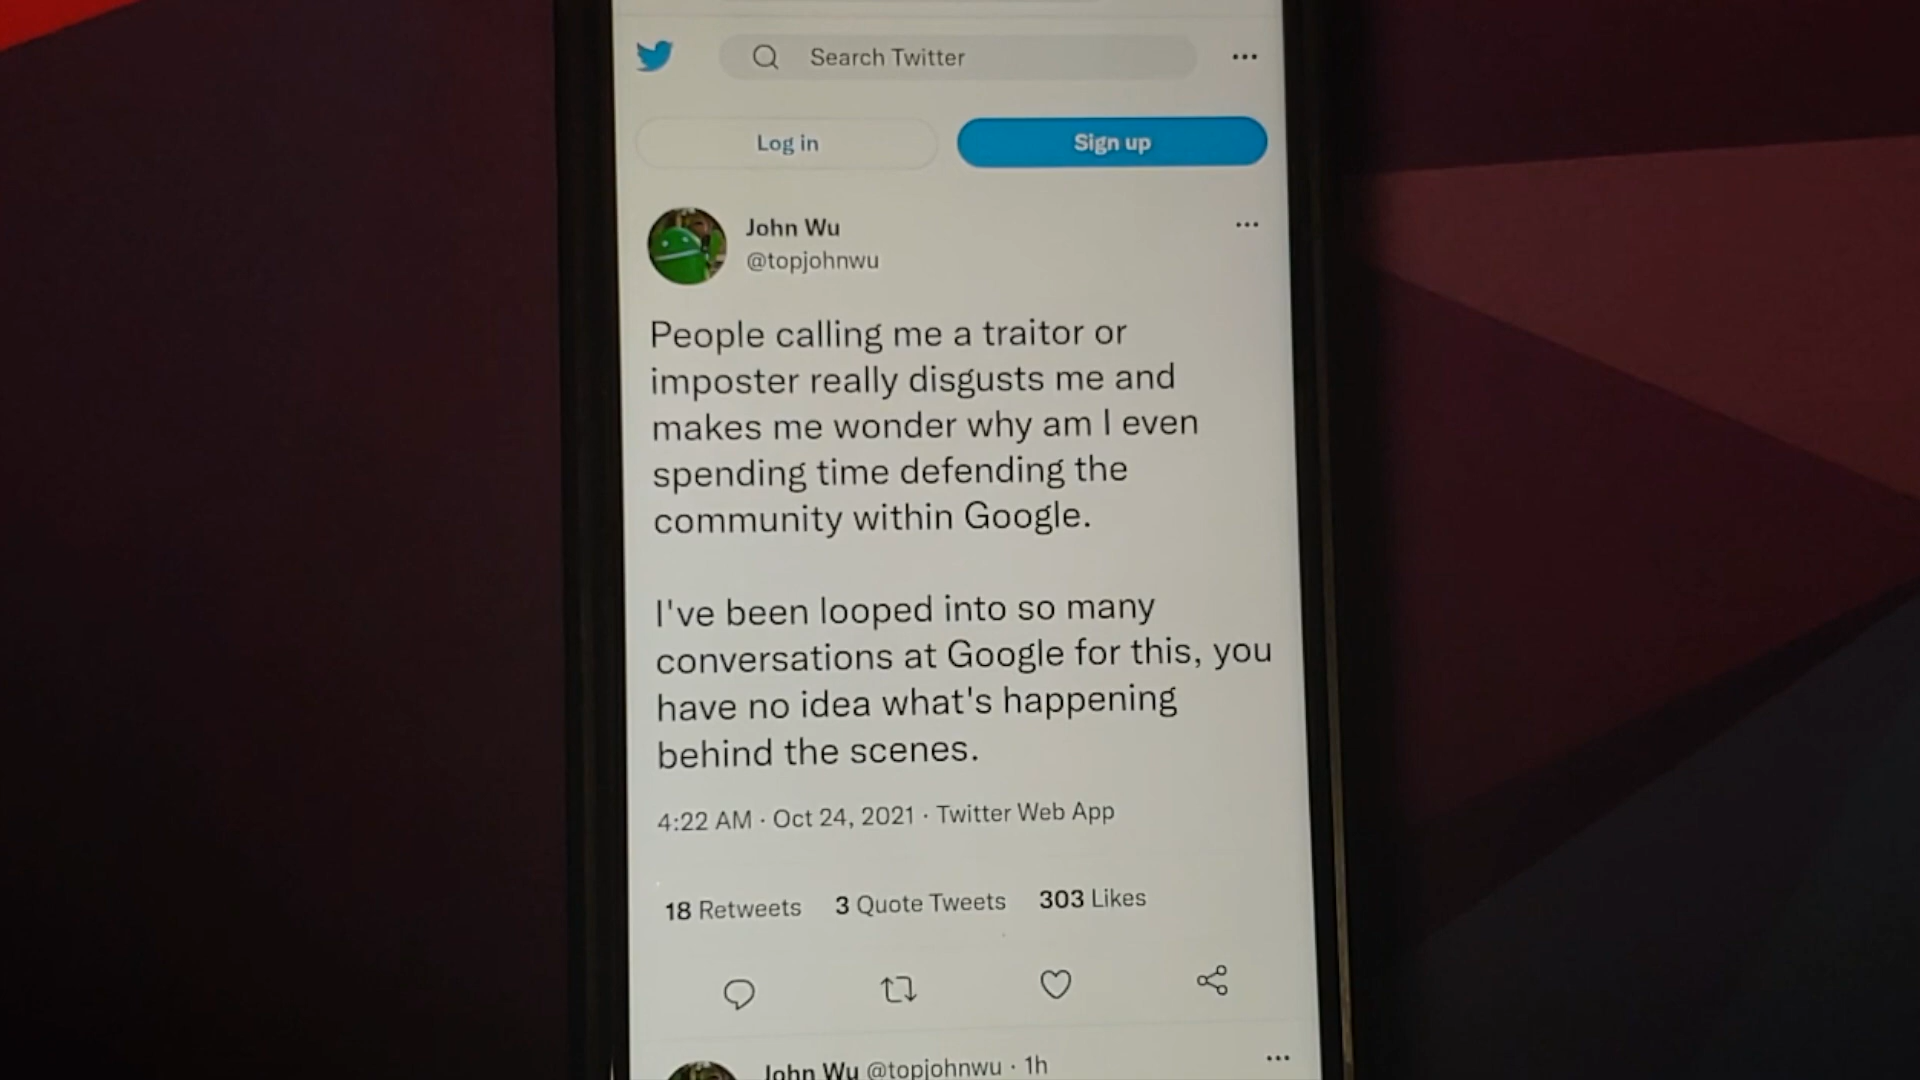 Search Twitter
Log in
Sign up
John Wu
@topjohnwu
People calling me a traitor or
imposter really disgusts me and
makes me wonder why am I even
spending time defending the
community within Google.
I've been looped into so many
conversations at Google for this, you
have no idea what's happening
behind the scenes.
4:22 AM · Oct 24, 2021 · Twitter Web App
18 Retweets 3 Quote Tweets 303 Likes
John Wu @topjohnwu · 1h